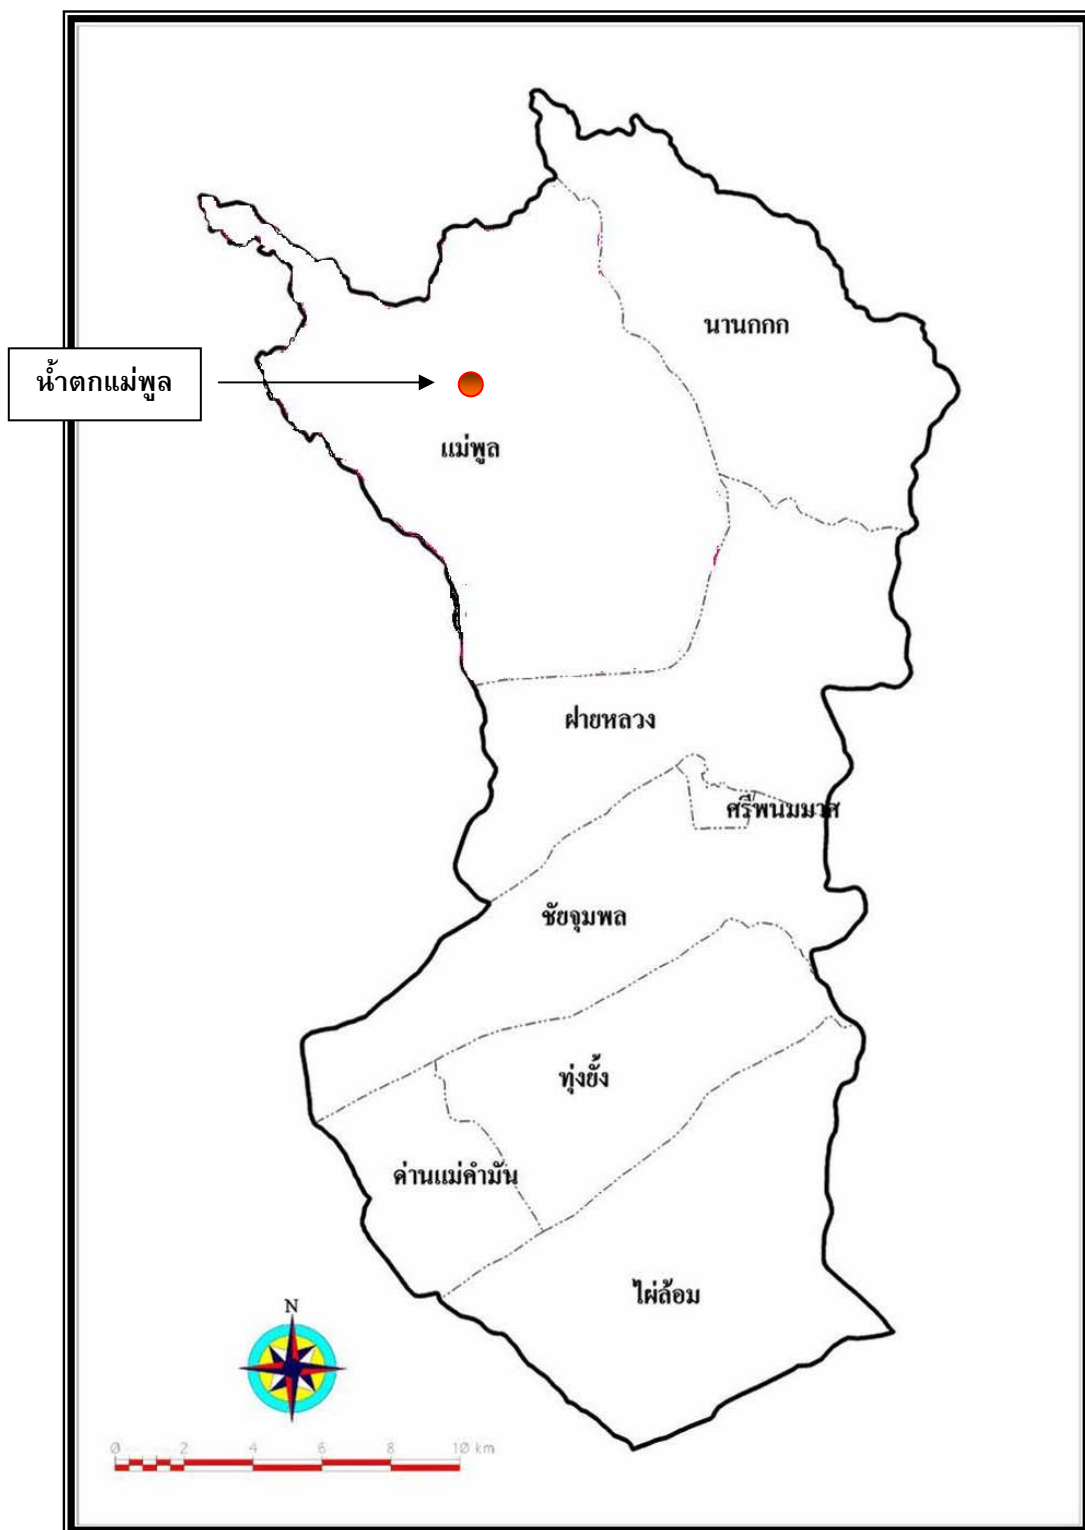 นานกกก
น้ำตกแม่พูล
แม่พูล
ฝายหลวง
ศรีพนมมาศ
ชัยจุมพล
ทุ่งยั้ง
ด่านแม่คำมัน
ไผ่ล้อม
N
0 2 4 6 8 10 km